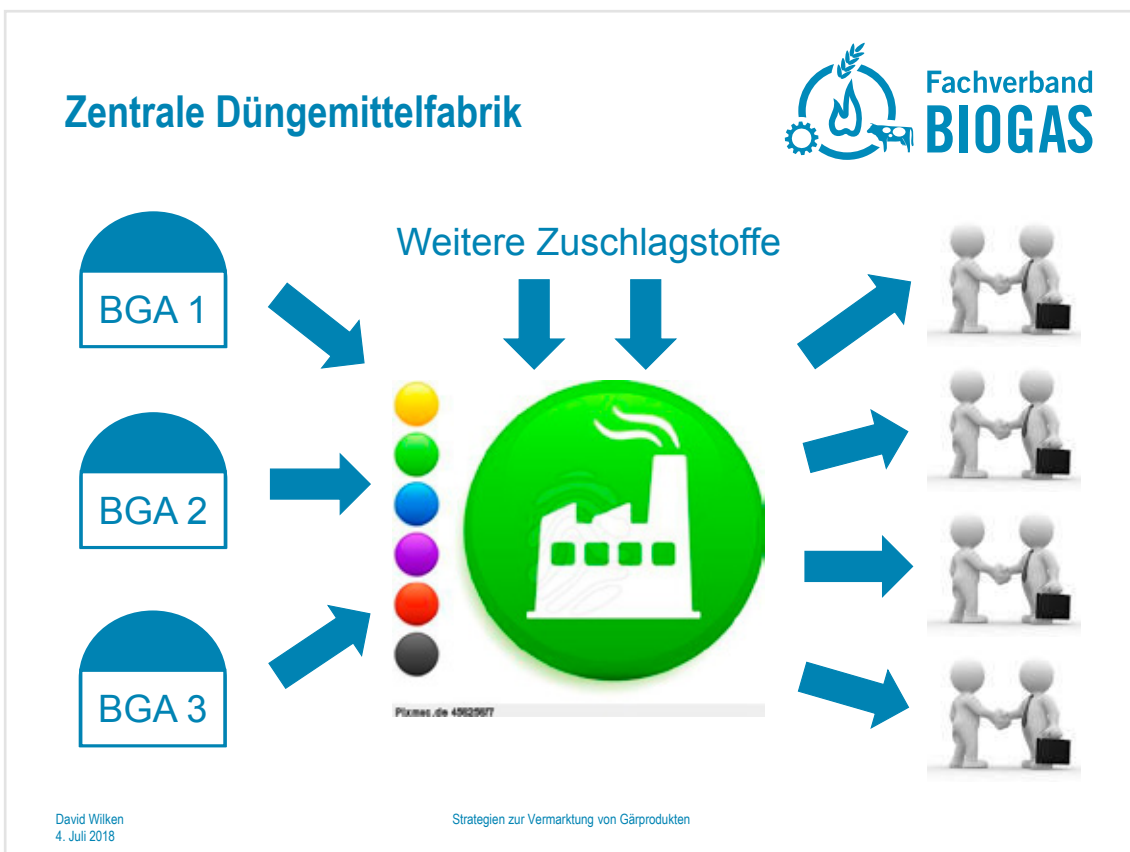 Zentrale Düngemittelfabrik
Fachverband
BIOGAS
Weitere Zuschlagstoffe
BGA 1
BGA 2
BGA 3
David Wilken
4. Juli 2018
Strategien zur Vermarktung von Gärprodukten